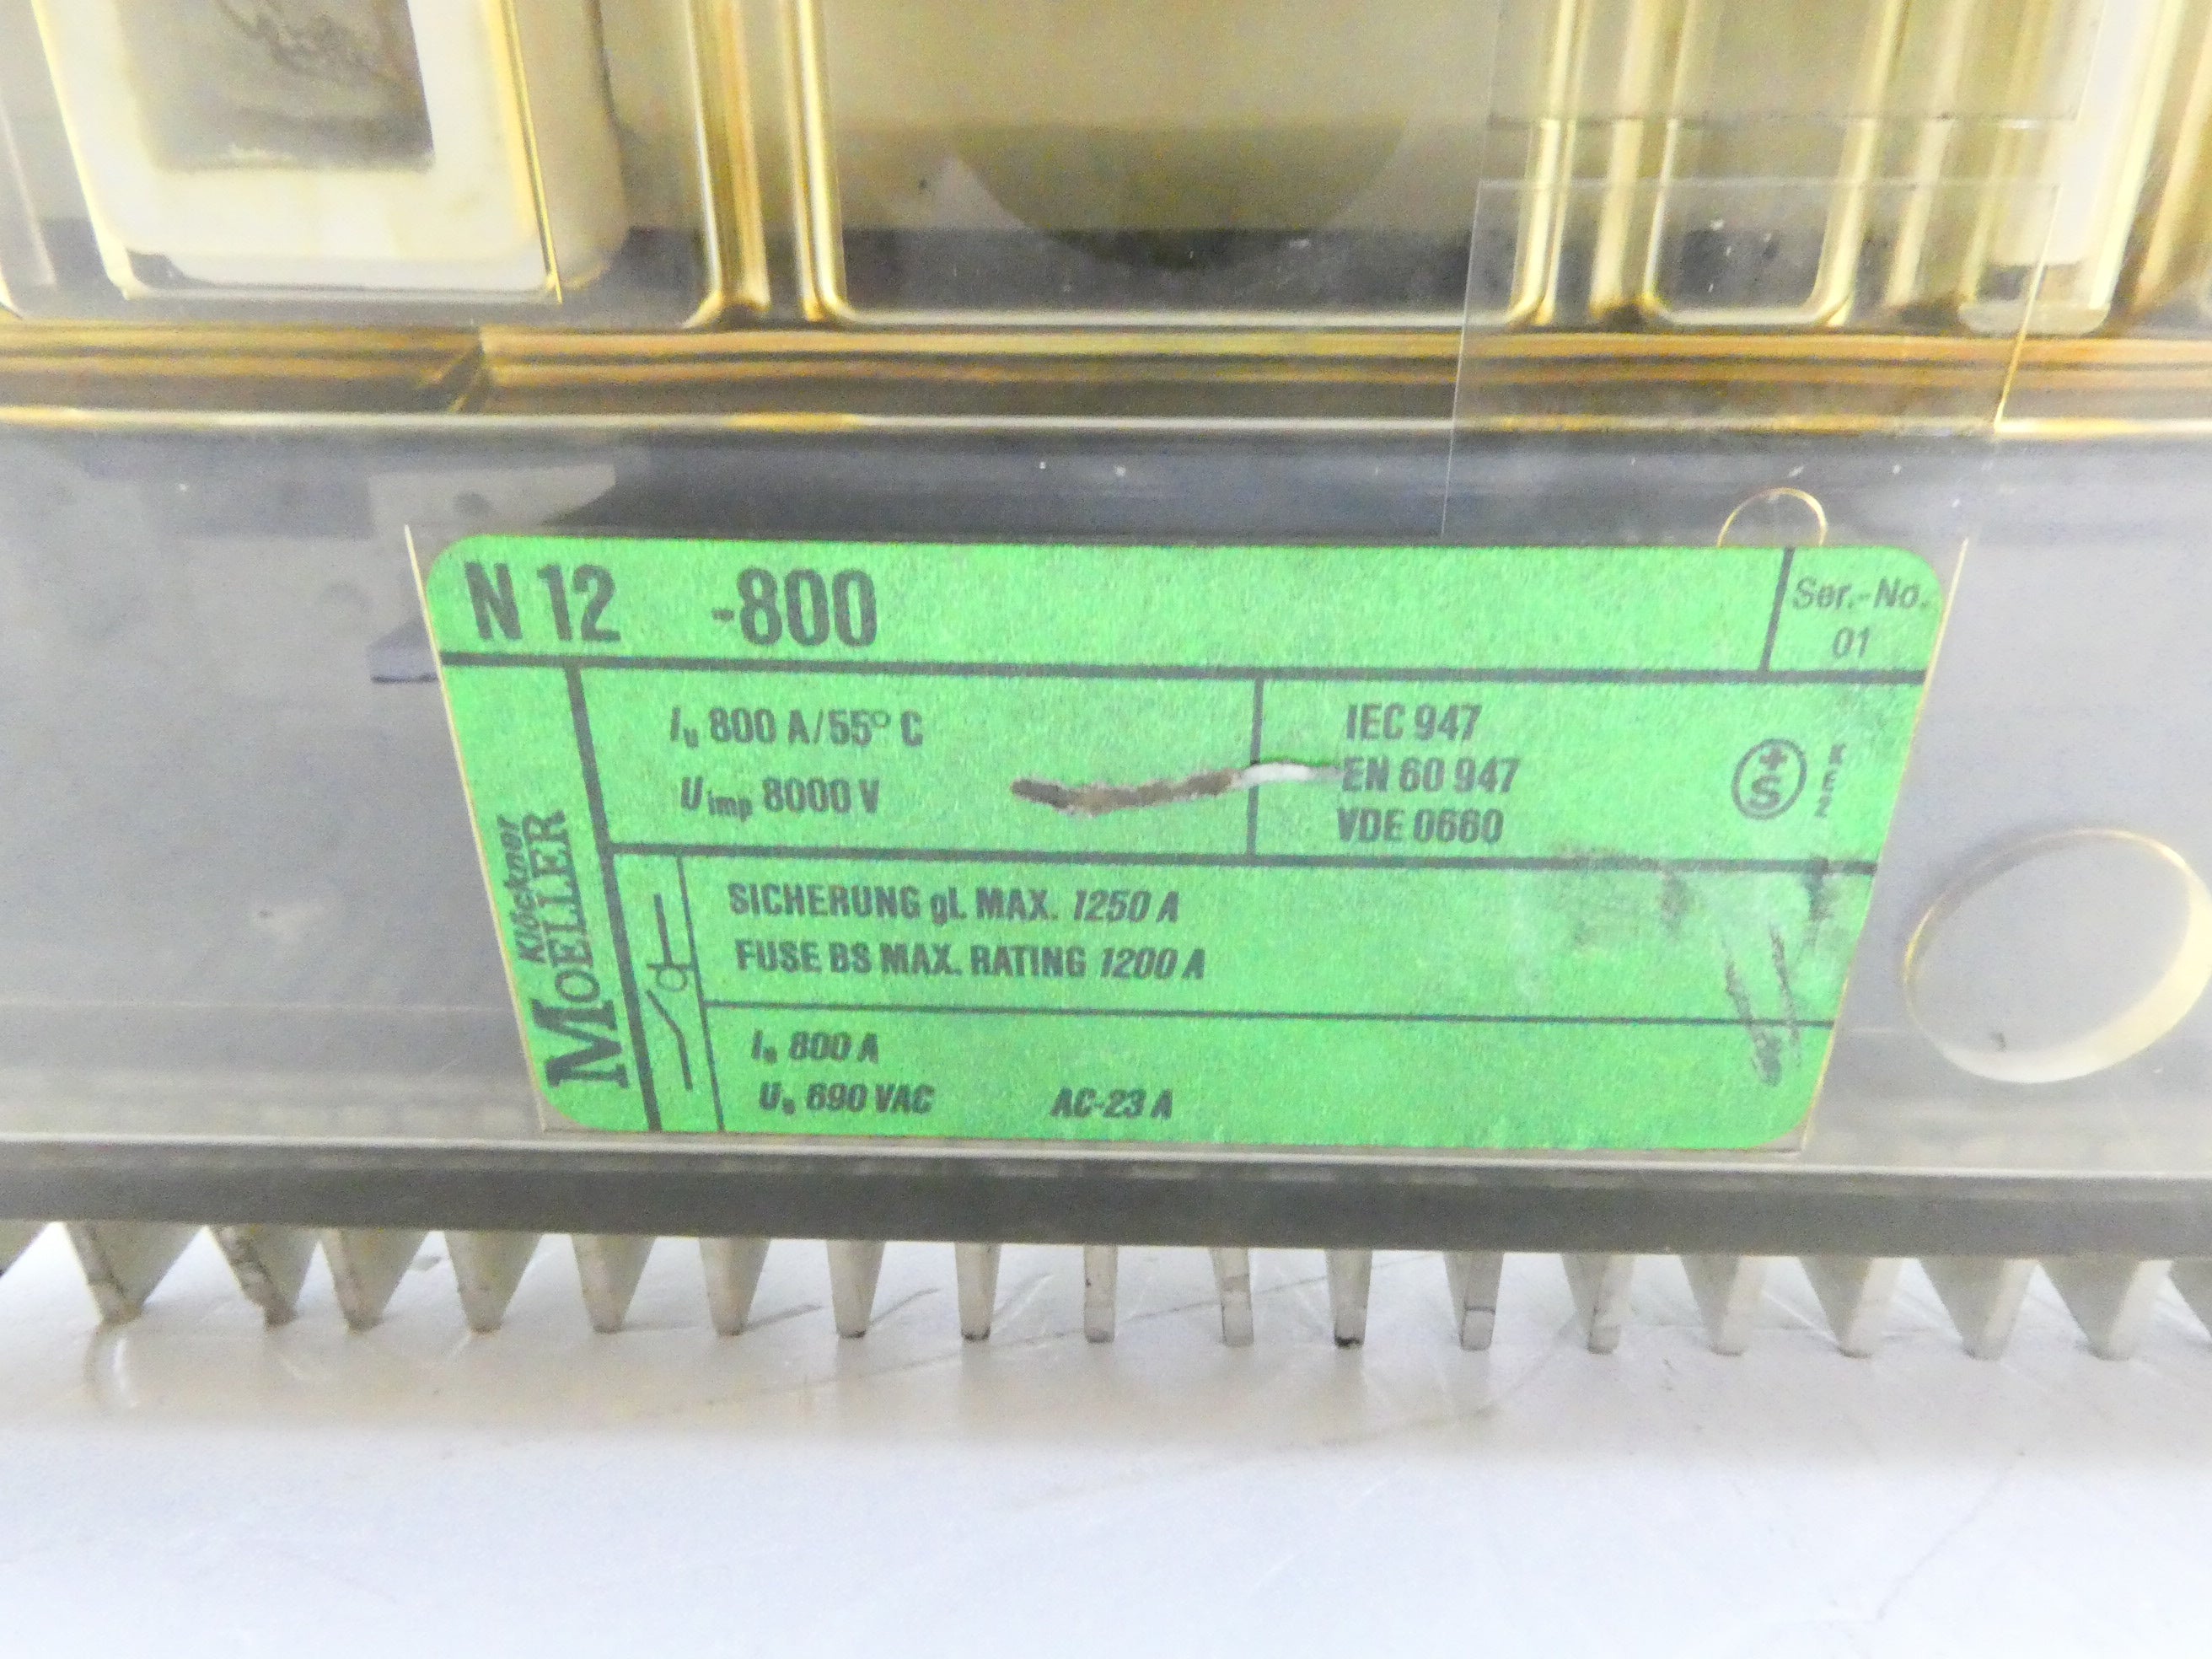 N 12 -800
Ser.-No.
01
Klöckner
MOELLER
Iu 800 A/55° C
Uimp 8000 V
IEC 947
EN 60 947
VDE 0660
+S
SICHERUNG gL MAX. 1250 A
FUSE BS MAX. RATING 1200 A
Ie 800 A
Ue 690 VAC AC-23 A